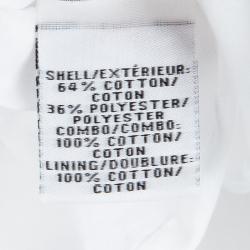 SHELL/EXTÉRIEUR:
64% COTTON/
COTON
36% POLYESTER/
POLYESTER
COMBO/COMBO:
100% COTTON/
COTON
LINING/DOUBLURE:
100% COTTON/
COTON